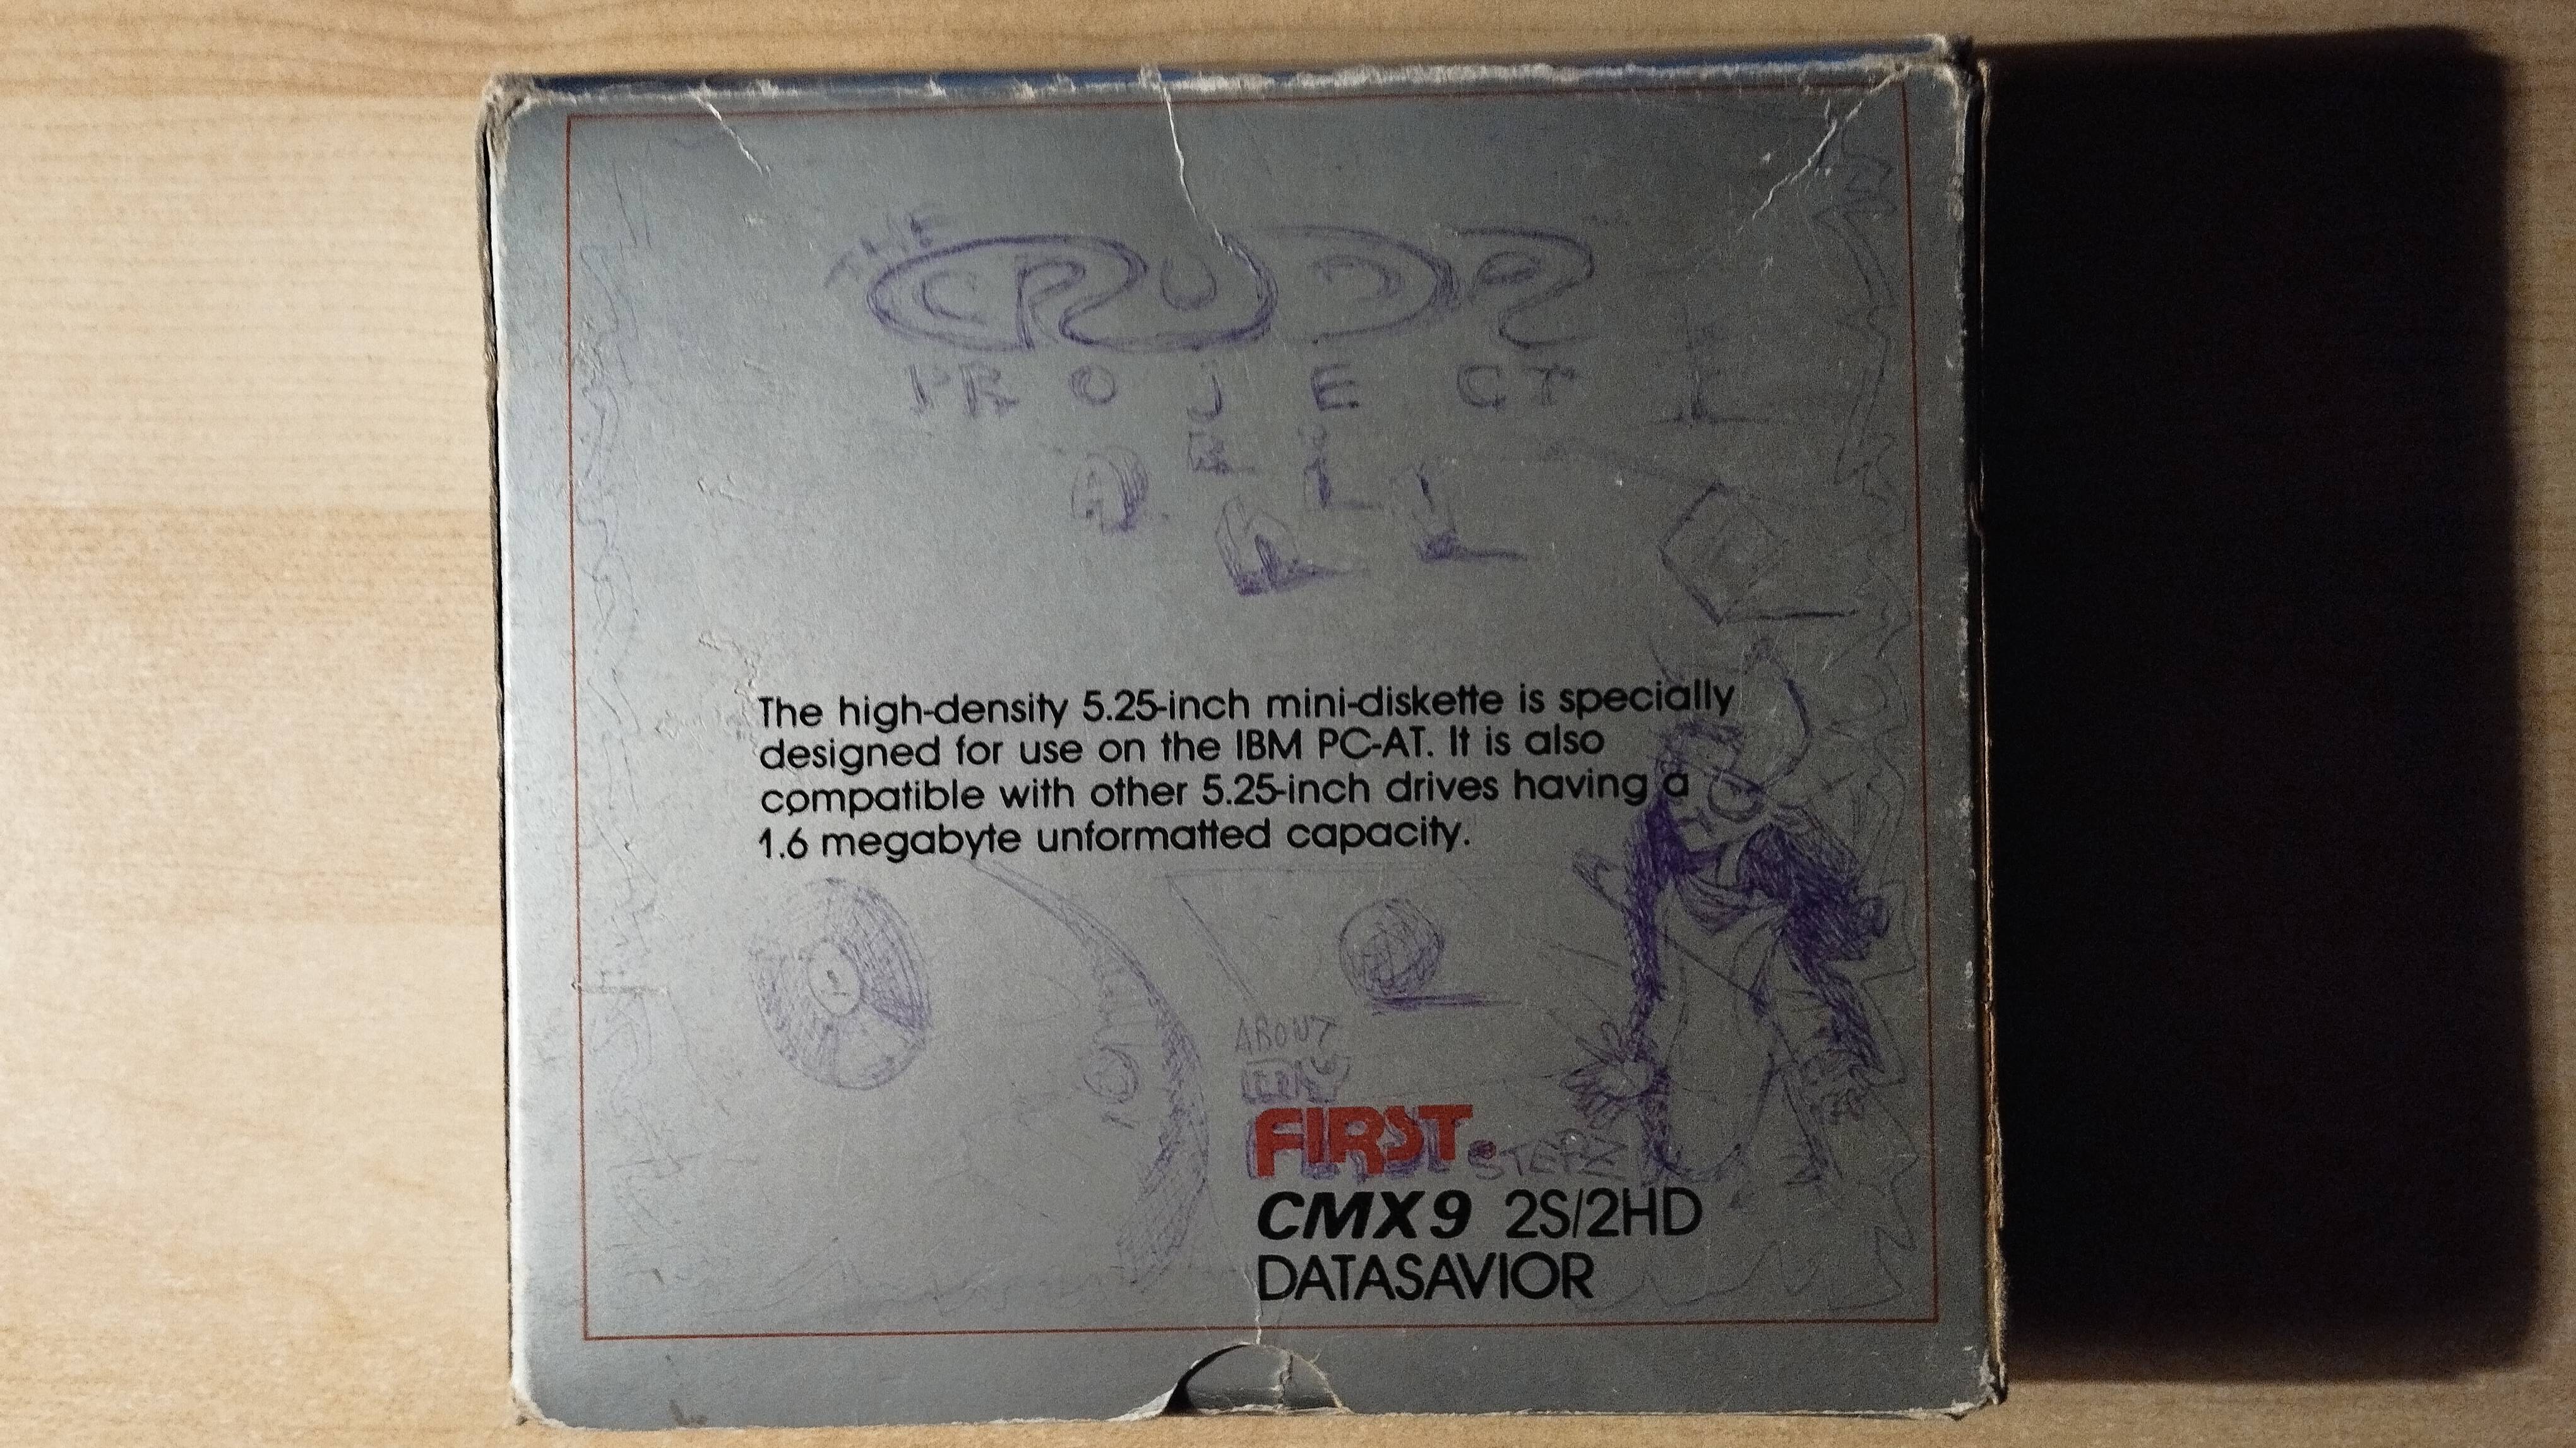 THE
CRUDE
PROJECT
The high-density 5.25-inch mini-diskette is specially
designed for use on the IBM PC-AT. It is also
compatible with other 5.25-inch drives having a
1.6 megabyte unformatted capacity.
ABOUT
FIRST.
CMX9 2S/2HD
DATASAVIOR